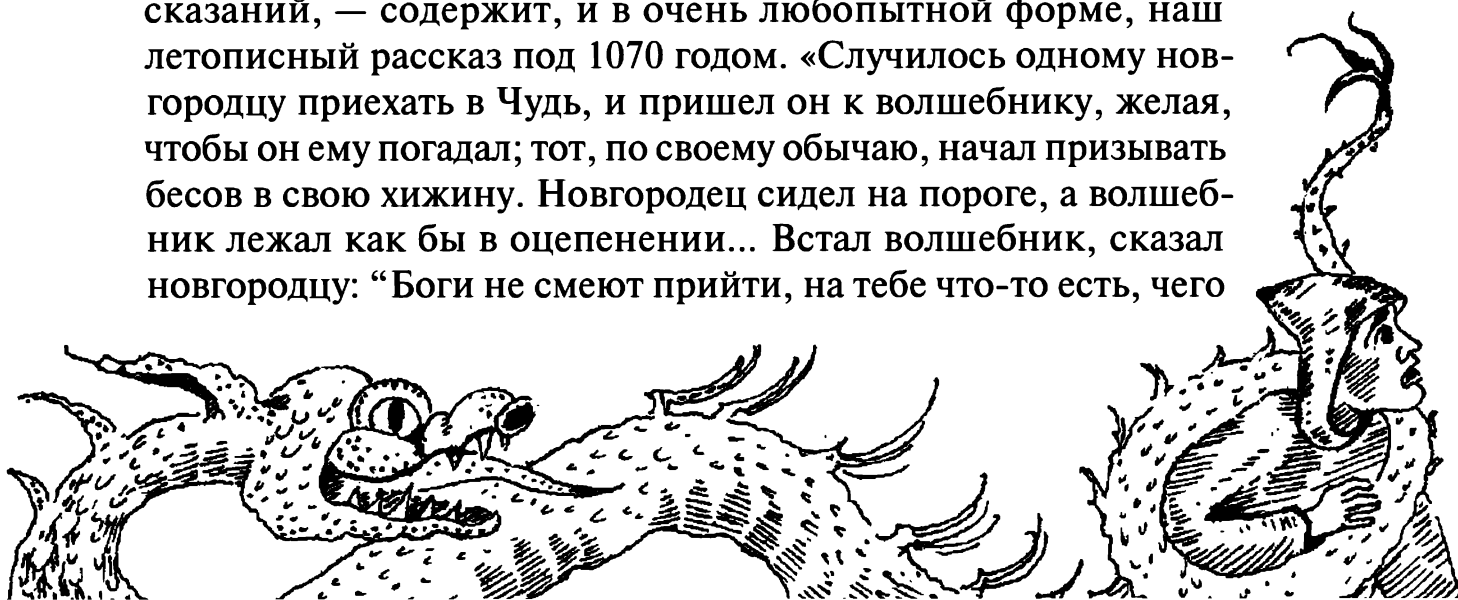 сказаний, — содержит, и в очень любопытной форме, наш
летописный рассказ под 1070 годом. «Случилось одному нов-
городцу приехать в Чудь, и пришел он к волшебнику, желая,
чтобы он ему погадал; тот, по своему обычаю, начал призывать
бесов в свою хижину. Новгородец сидел на пороге, а волшеб-
ник лежал как бы в оцепенении... Встал волшебник, сказал
новгородцу: “Боги не смеют прийти, на тебе что-то есть, чего